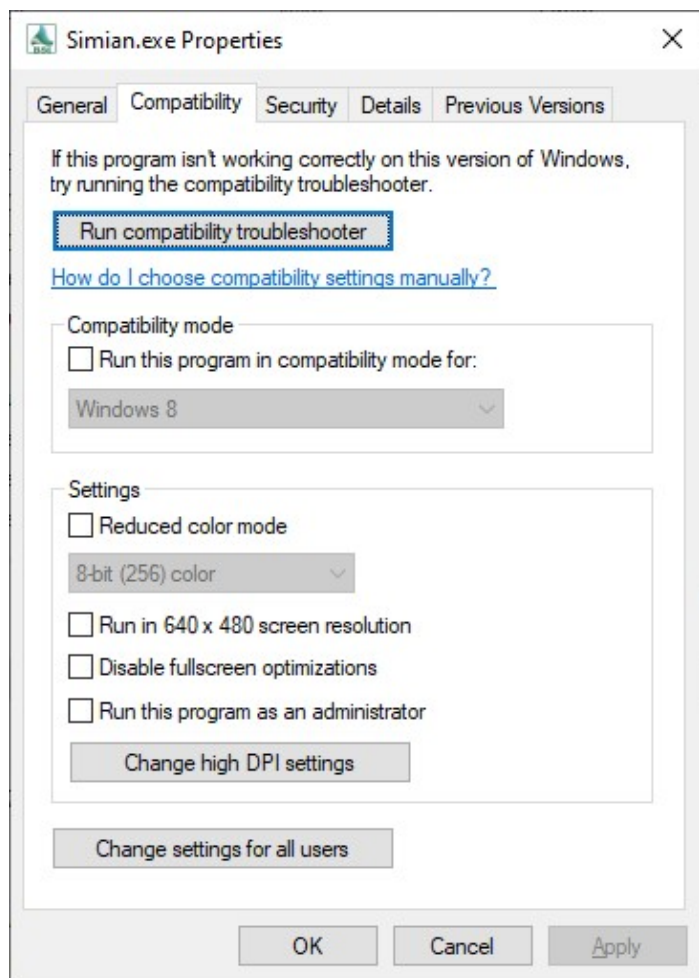 Simian.exe Properties
General Compatibility Security Details Previous Versions
If this program isn't working correctly on this version of Windows,
try running the compatibility troubleshooter.
Run compatibility troubleshooter
How do I choose compatibility settings manually?
Compatibility mode
Run this program in compatibility mode for:
Windows 8
Settings
Reduced color mode
8-bit (256) color
Run in 640 x 480 screen resolution
Disable fullscreen optimizations
Run this program as an administrator
Change high DPI settings
Change settings for all users
OK Cancel Apply